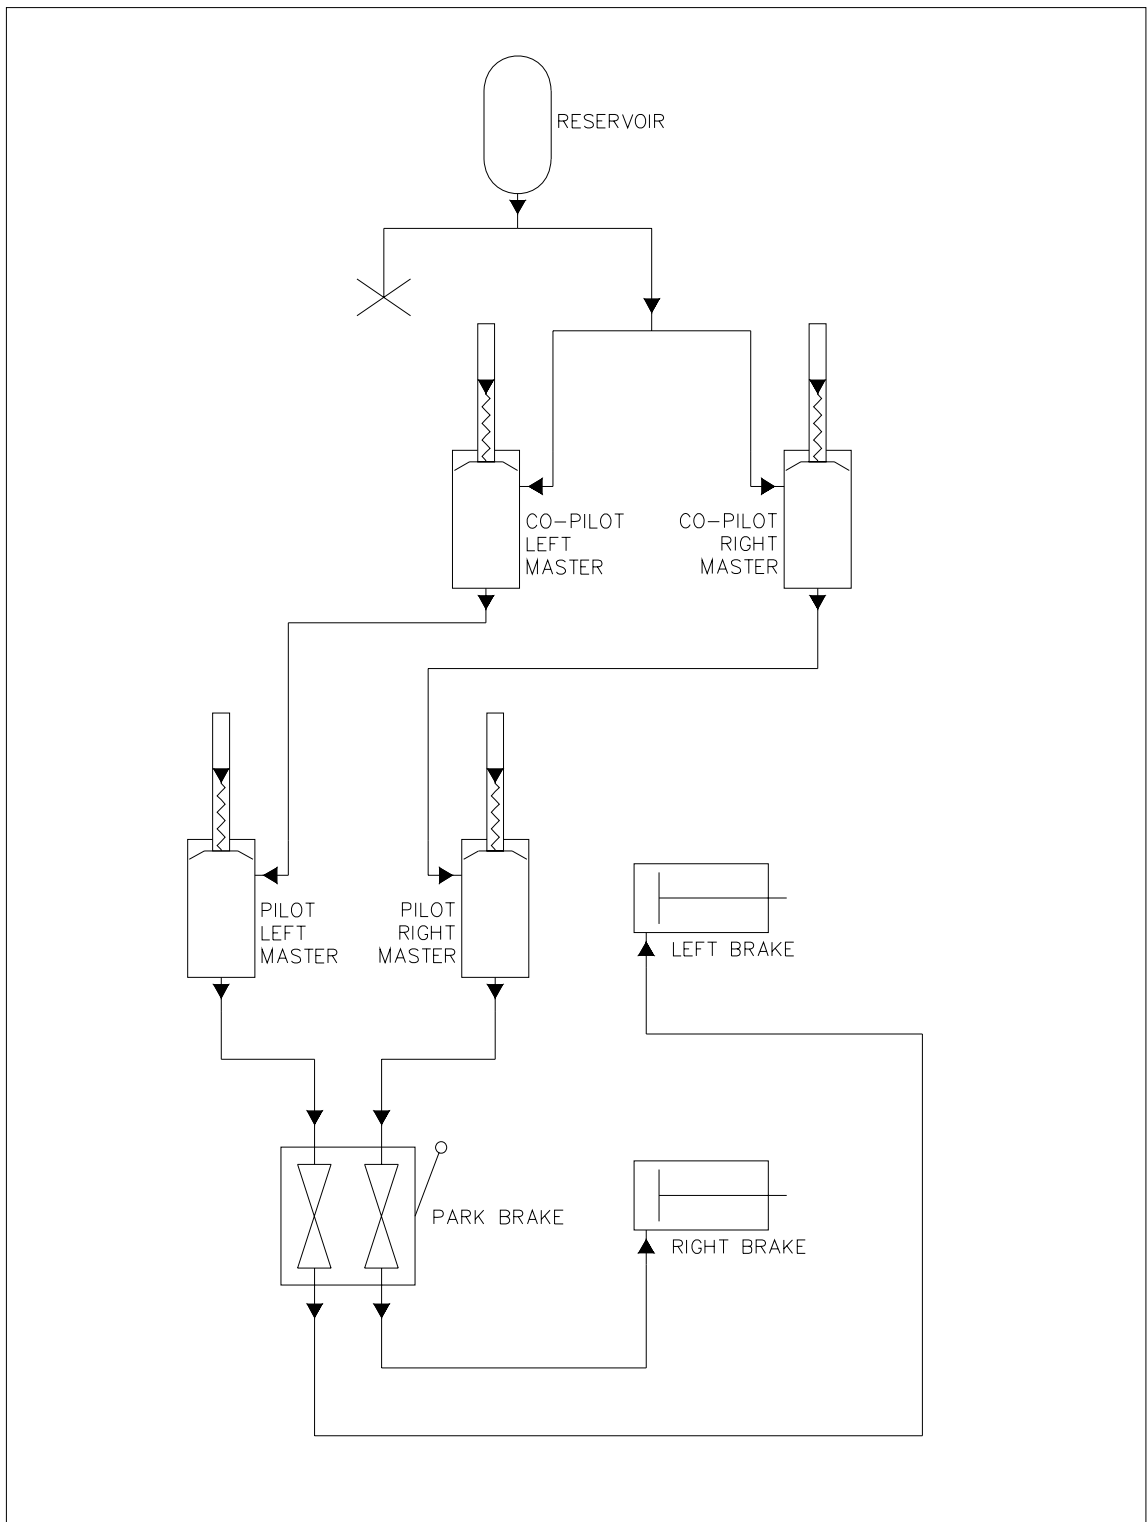 RESERVOIR
CO-PILOT
LEFT
MASTER
CO-PILOT
RIGHT
MASTER
PILOT
LEFT
MASTER
PILOT
RIGHT
MASTER
LEFT BRAKE
PARK BRAKE
RIGHT BRAKE